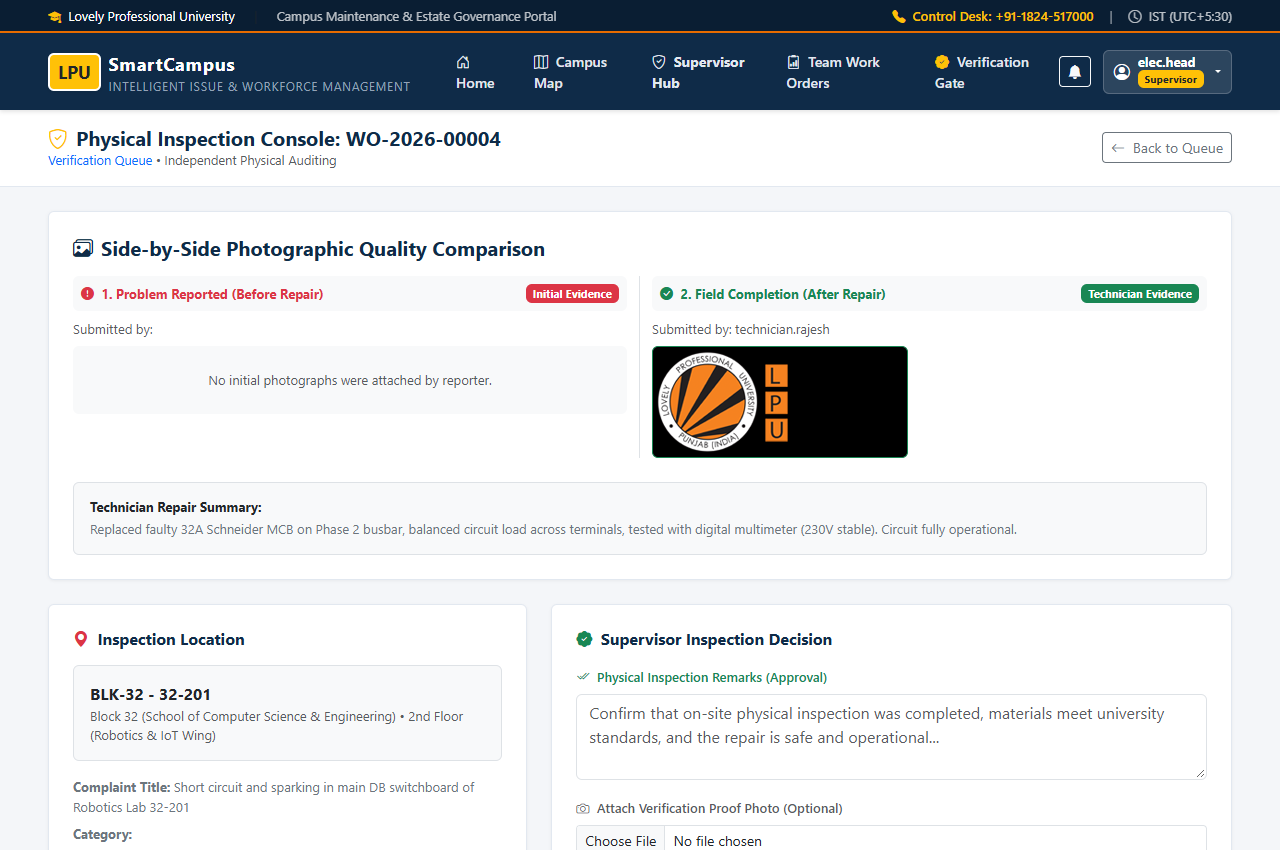 Lovely Professional University
Campus Maintenance & Estate Governance Portal
Control Desk: +91-1824-517000 | IST (UTC+5:30)
LPU
SmartCampus
INTELLIGENT ISSUE & WORKFORCE MANAGEMENT
Home
Campus
Map
Supervisor
Hub
Team Work
Orders
Verification
Gate
elec.head
Supervisor
Physical Inspection Console: WO-2026-00004
Verification Queue • Independent Physical Auditing
← Back to Queue
Side-by-Side Photographic Quality Comparison
1. Problem Reported (Before Repair)
Initial Evidence
Submitted by:
No initial photographs were attached by reporter.
2. Field Completion (After Repair)
Technician Evidence
Submitted by: technician.rajesh
LOVELY PROFESSIONAL UNIVERSITY
• PUNJAB (INDIA) •
L
P
U
Technician Repair Summary:
Replaced faulty 32A Schneider MCB on Phase 2 busbar, balanced circuit load across terminals, tested with digital multimeter (230V stable). Circuit fully operational.
Inspection Location
BLK-32 - 32-201
Block 32 (School of Computer Science & Engineering) • 2nd Floor
(Robotics & IoT Wing)
Complaint Title: Short circuit and sparking in main DB switchboard of
Robotics Lab 32-201
Category:
Supervisor Inspection Decision
Physical Inspection Remarks (Approval)
Confirm that on-site physical inspection was completed, materials meet university
standards, and the repair is safe and operational...
Attach Verification Proof Photo (Optional)
Choose File No file chosen